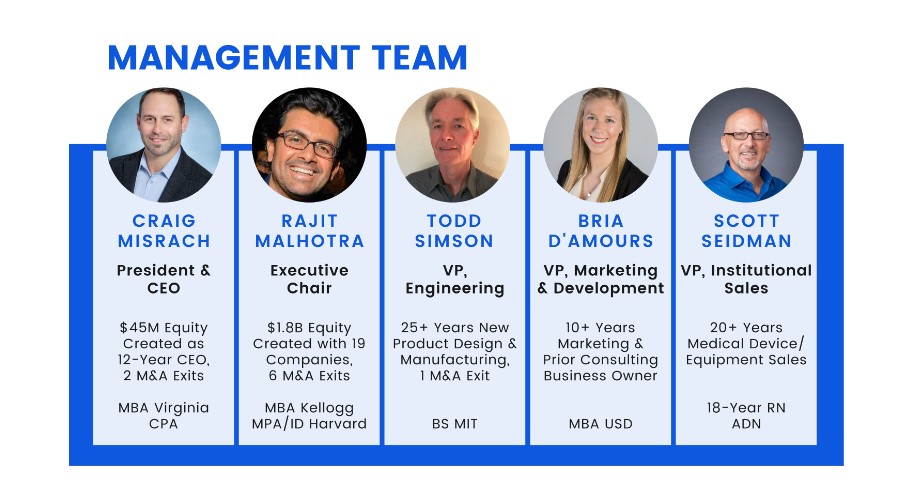 MANAGEMENT TEAM
CRAIG
MISRACH
President &
CEO
$45M Equity
Created as
12-Year CEO,
2 M&A Exits
MBA Virginia
CPA
RAJIT
MALHOTRA
Executive
Chair
$1.8B Equity
Created with 19
Companies,
6 M&A Exits
MBA Kellogg
MPA/ID Harvard
TODD
SIMSON
VP,
Engineering
25+ Years New
Product Design &
Manufacturing,
1 M&A Exit
BS MIT
BRIA
D'AMOURS
VP, Marketing
& Development
10+ Years
Marketing &
Prior Consulting
Business Owner
MBA USD
SCOTT
SEIDMAN
VP, Institutional
Sales
20+ Years
Medical Device/
Equipment Sales
18-Year RN
ADN